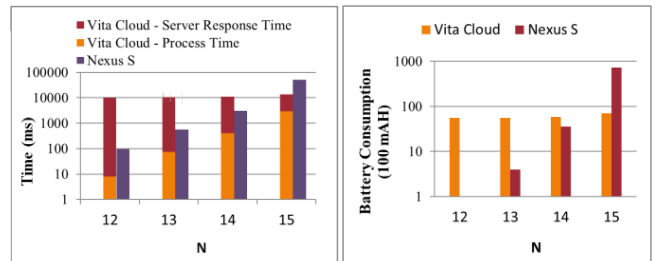 Vita Cloud - Server Response Time
Vita Cloud - Process Time
Nexus S
Time (ms)
100000
10000
1000
100
10
1
12 13 14 15
N
Vita Cloud Nexus S
Battery Consumption
(100 mAH)
1000
100
10
1
12 13 14 15
N